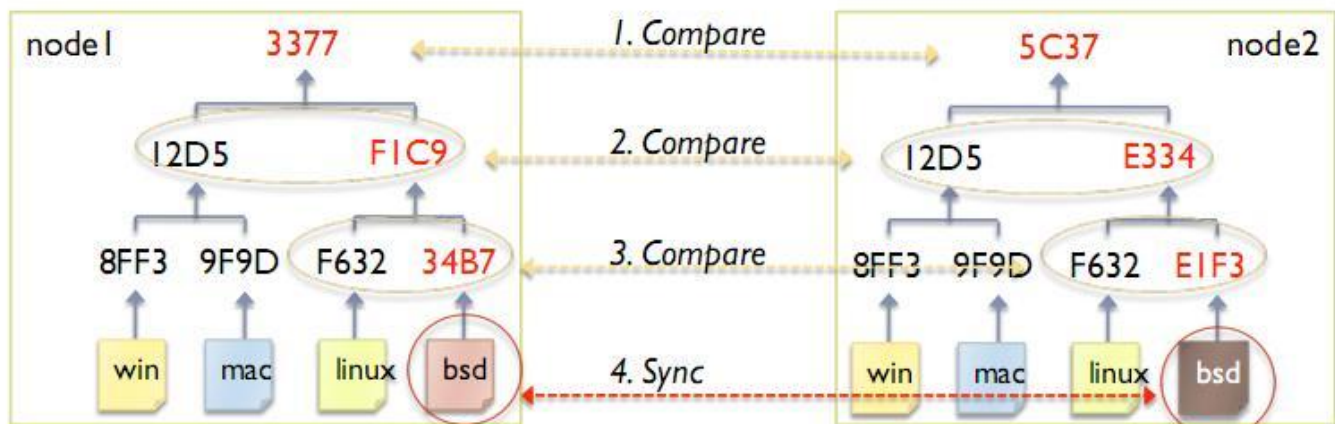 node1 3377 1. Compare 5C37 node2
12D5 F1C9 2. Compare 12D5 E334
8FF3 9F9D F632 34B7 3. Compare 8FF3 9F9D F632 E1F3
win mac linux bsd 4. Sync win mac linux bsd